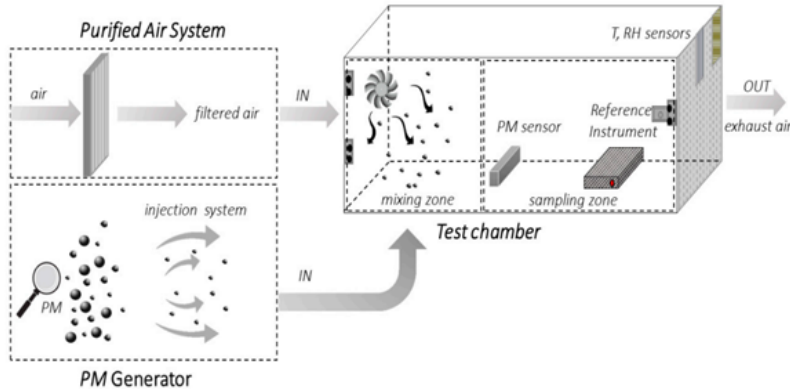 Purified Air System
air
filtered air
IN
T, RH sensors
OUT
exhaust air
Reference
Instrument
PM sensor
mixing zone
sampling zone
Test chamber
injection system
PM
IN
PM Generator